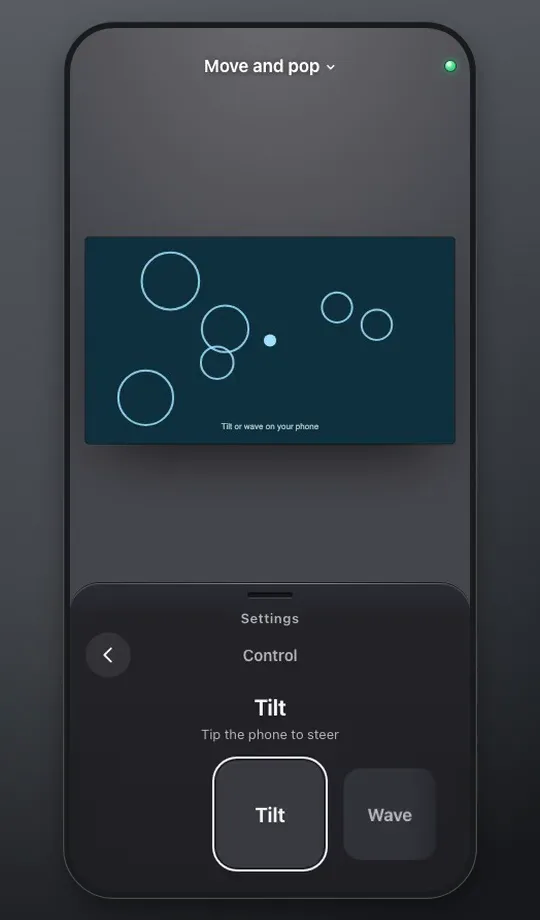 Move and pop
Tilt or wave on your phone
Settings
Control
Tilt
Tip the phone to steer
Tilt
Wave